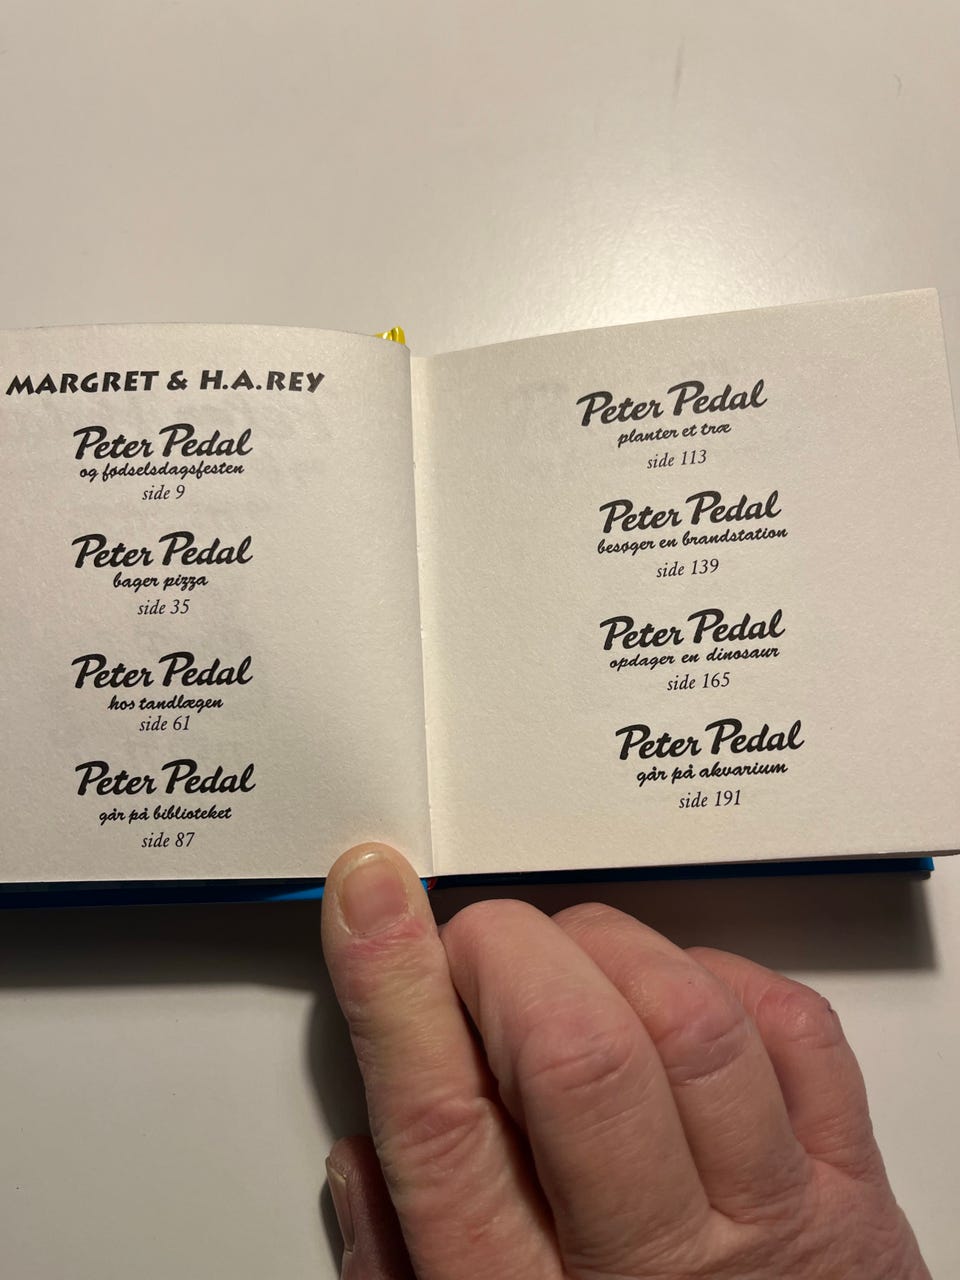 MARGRET & H.A.REY
Peter Pedal
og fødselsdagsfesten
side 9
Peter Pedal
bager pizza
side 35
Peter Pedal
hos tandlægen
side 61
Peter Pedal
går på biblioteket
side 87
Peter Pedal
planter et træ
side 113
Peter Pedal
besøger en brandstation
side 139
Peter Pedal
opdager en dinosaur
side 165
Peter Pedal
går på akvarium
side 191